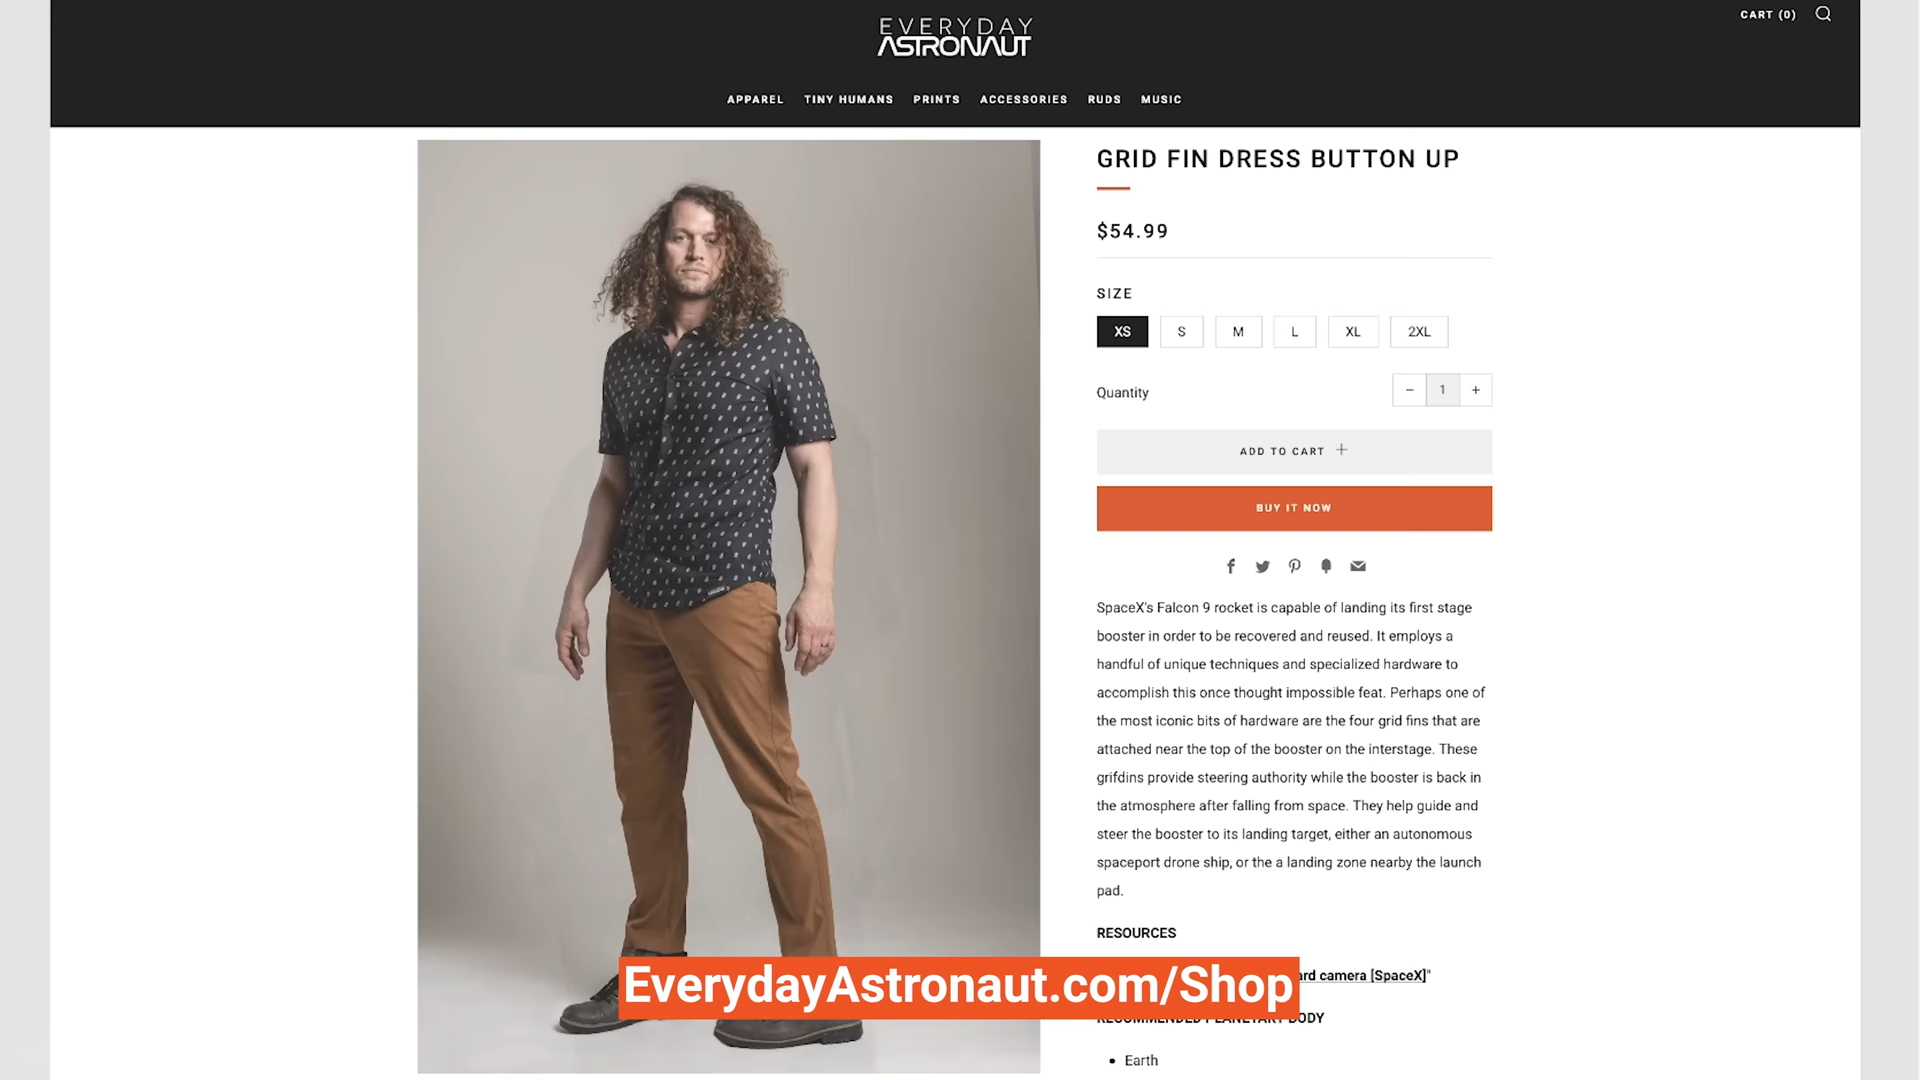 EVERYDAY
ASTRONAUT
CART (0)
APPAREL TINY HUMANS PRINTS ACCESSORIES RUDS MUSIC
GRID FIN DRESS BUTTON UP
$54.99
SIZE
XS S M L XL 2XL
Quantity
− 1 +
ADD TO CART +
BUY IT NOW
SpaceX's Falcon 9 rocket is capable of landing its first stage
booster in order to be recovered and reused. It employs a
handful of unique techniques and specialized hardware to
accomplish this once thought impossible feat. Perhaps one of
the most iconic bits of hardware are the four grid fins that are
attached near the top of the booster on the interstage. These
grifdins provide steering authority while the booster is back in
the atmosphere after falling from space. They help guide and
steer the booster to its landing target, either an autonomous
spaceport drone ship, or the a landing zone nearby the launch
pad.
RESOURCES
camera [SpaceX]"
EverydayAstronaut.com/Shop
BODY
• Earth